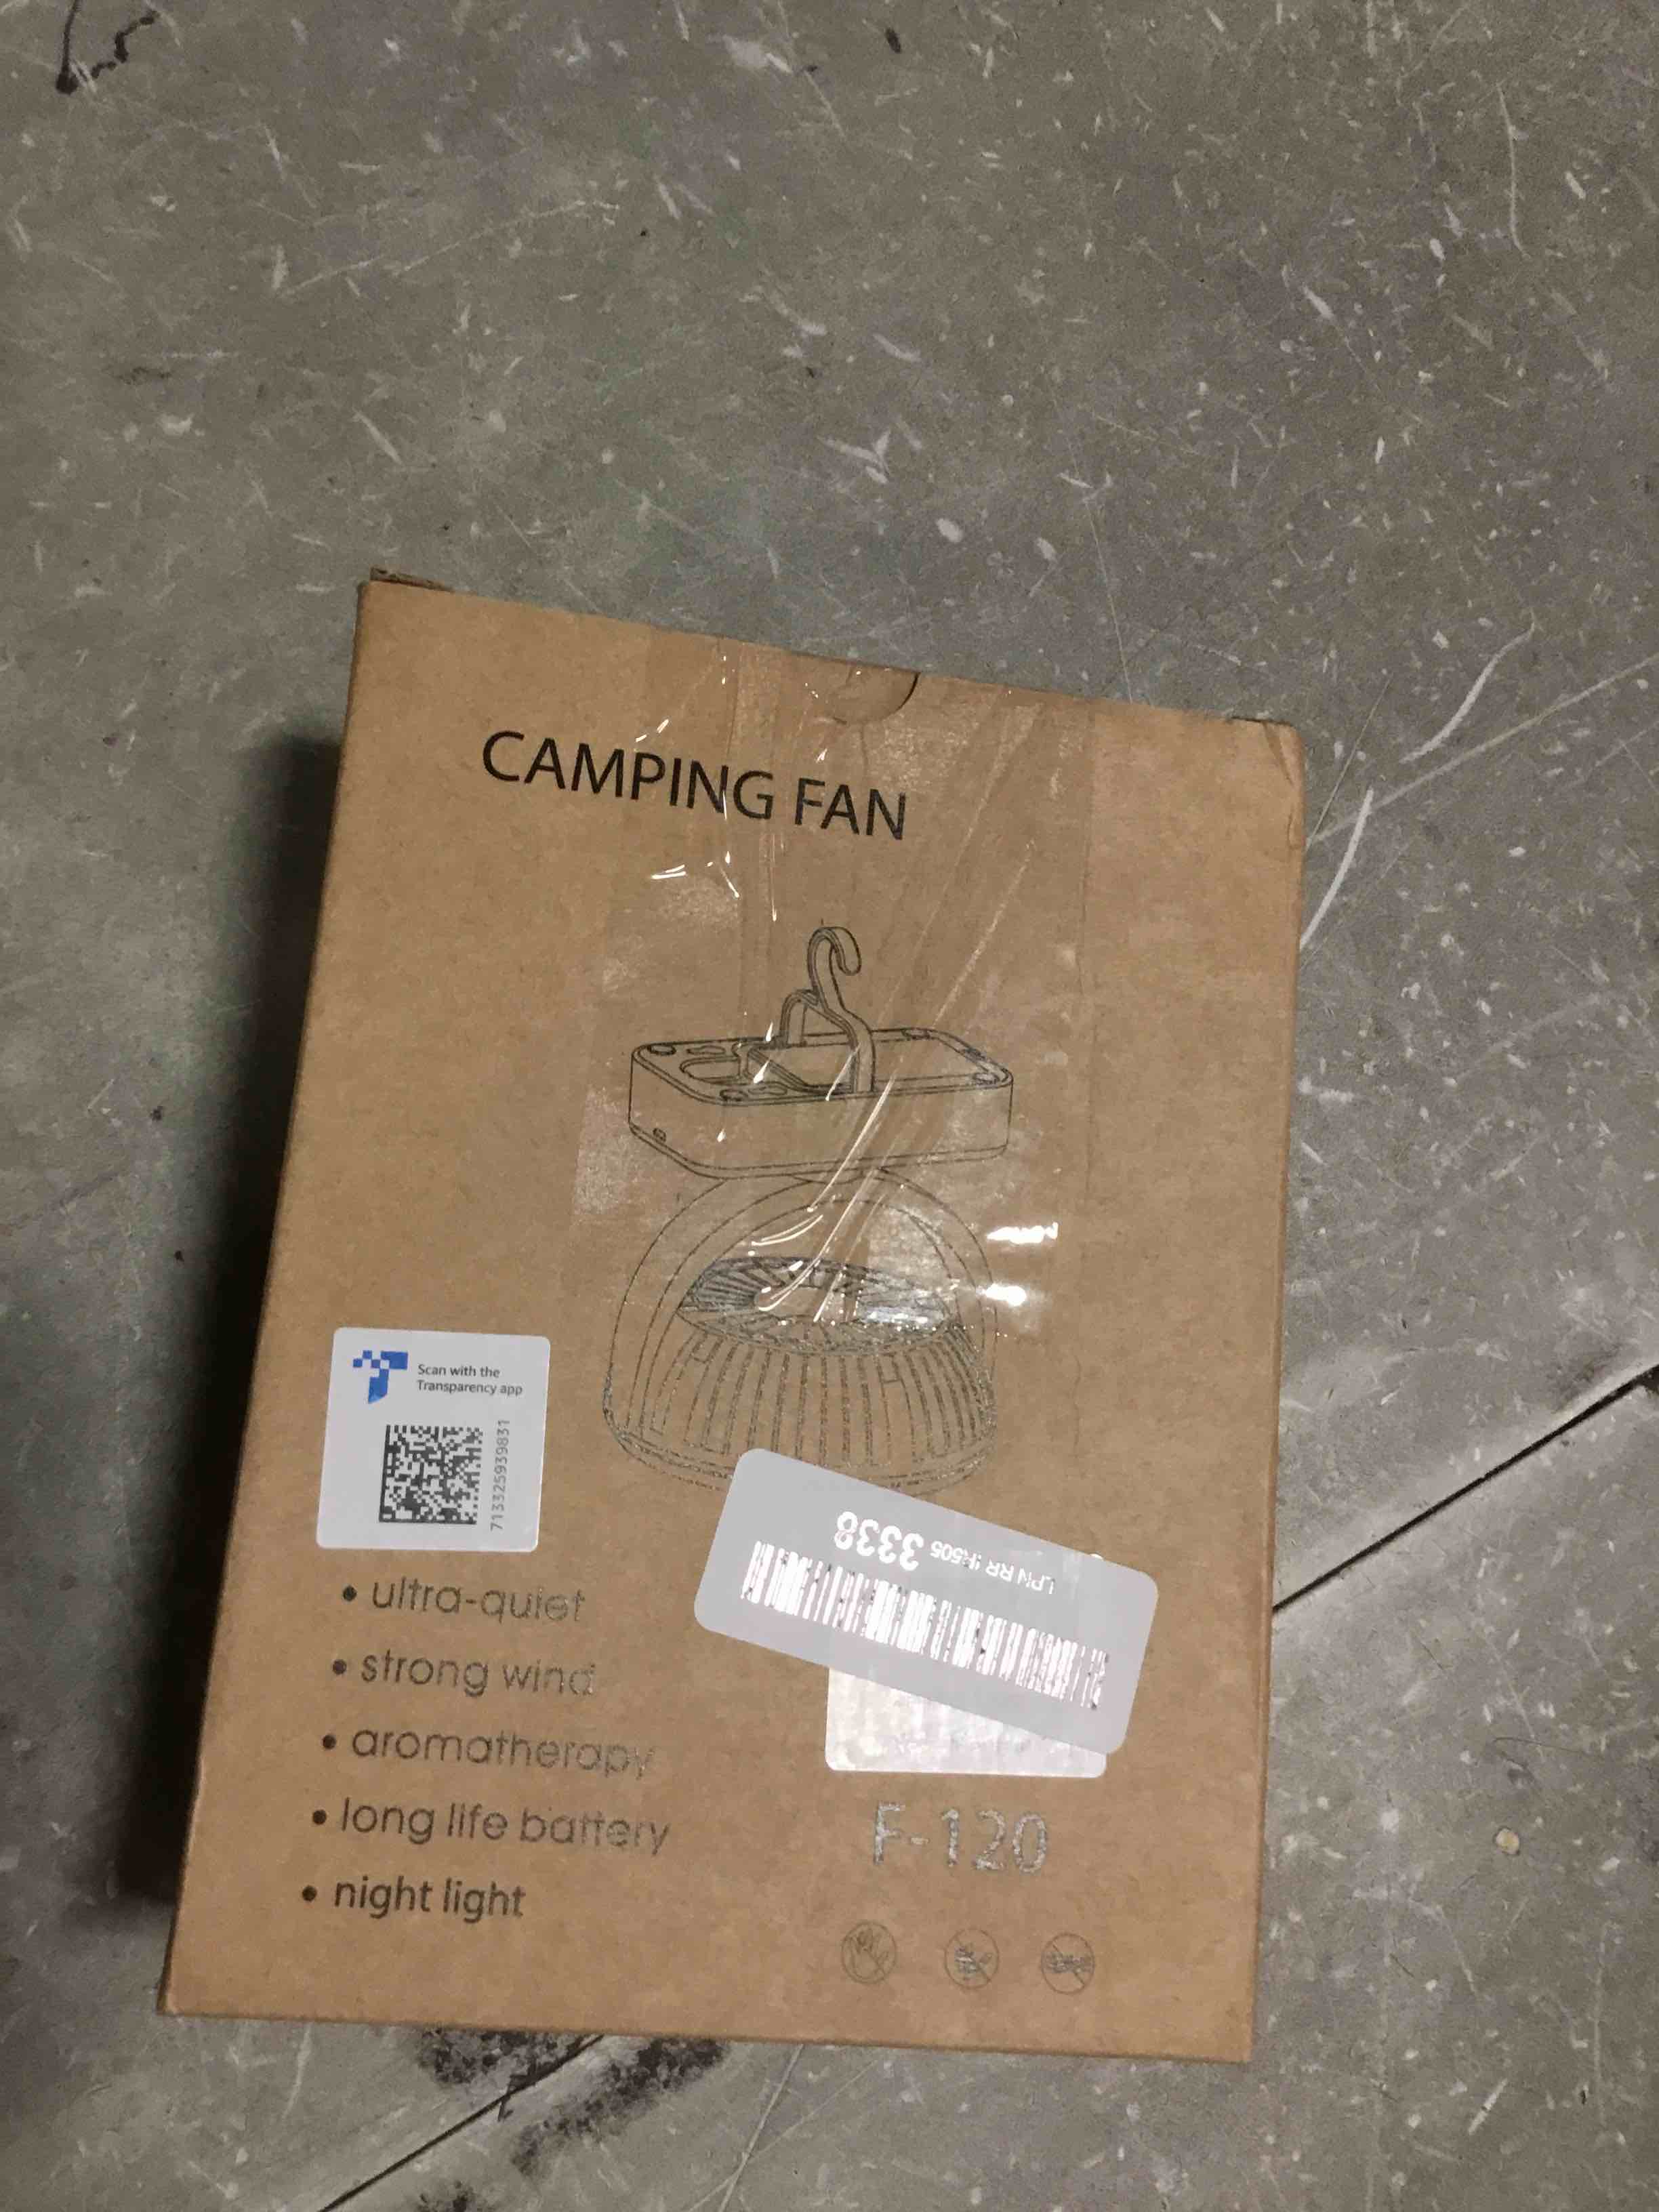 CAMPING FAN
Scan with the
Transparency app
713325939831
3338
• ultra-quiet
• strong wind
• aromatherapy
• long life battery
• night light
F-120